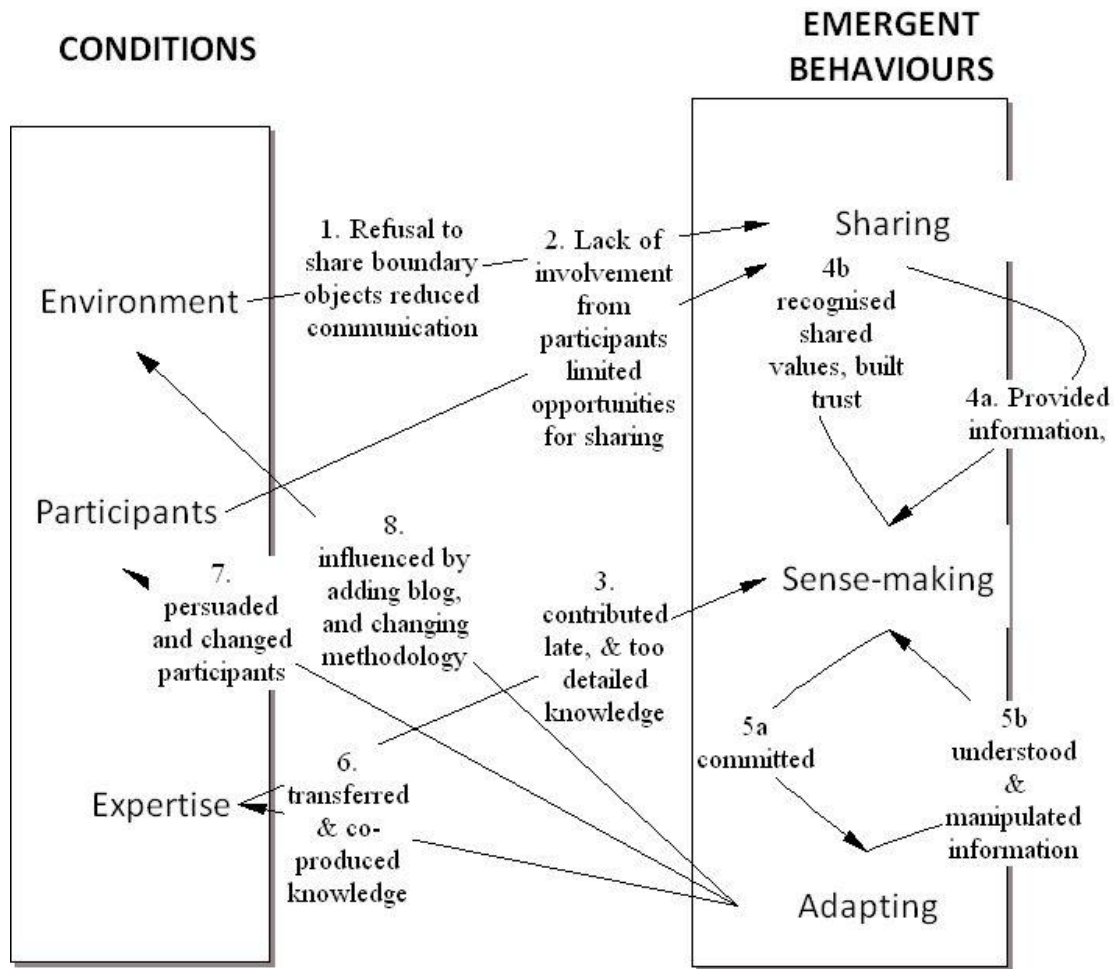 CONDITIONS
EMERGENT
BEHAVIOURS
Environment
1. Refusal to
share boundary
objects reduced
communication
2. Lack of
involvement
from
participants
limited
opportunities
for sharing
Sharing
4b
recognised
shared
values, built
trust
4a. Provided
information,
Participants
7.
persuaded
and changed
participants
8.
influenced by
adding blog,
and changing
methodology
3.
contributed
late, & too
detailed
knowledge
Sense-making
5a
committed
5b
understood
&
manipulated
information
Expertise
6.
transferred
& co-
produced
knowledge
Adapting